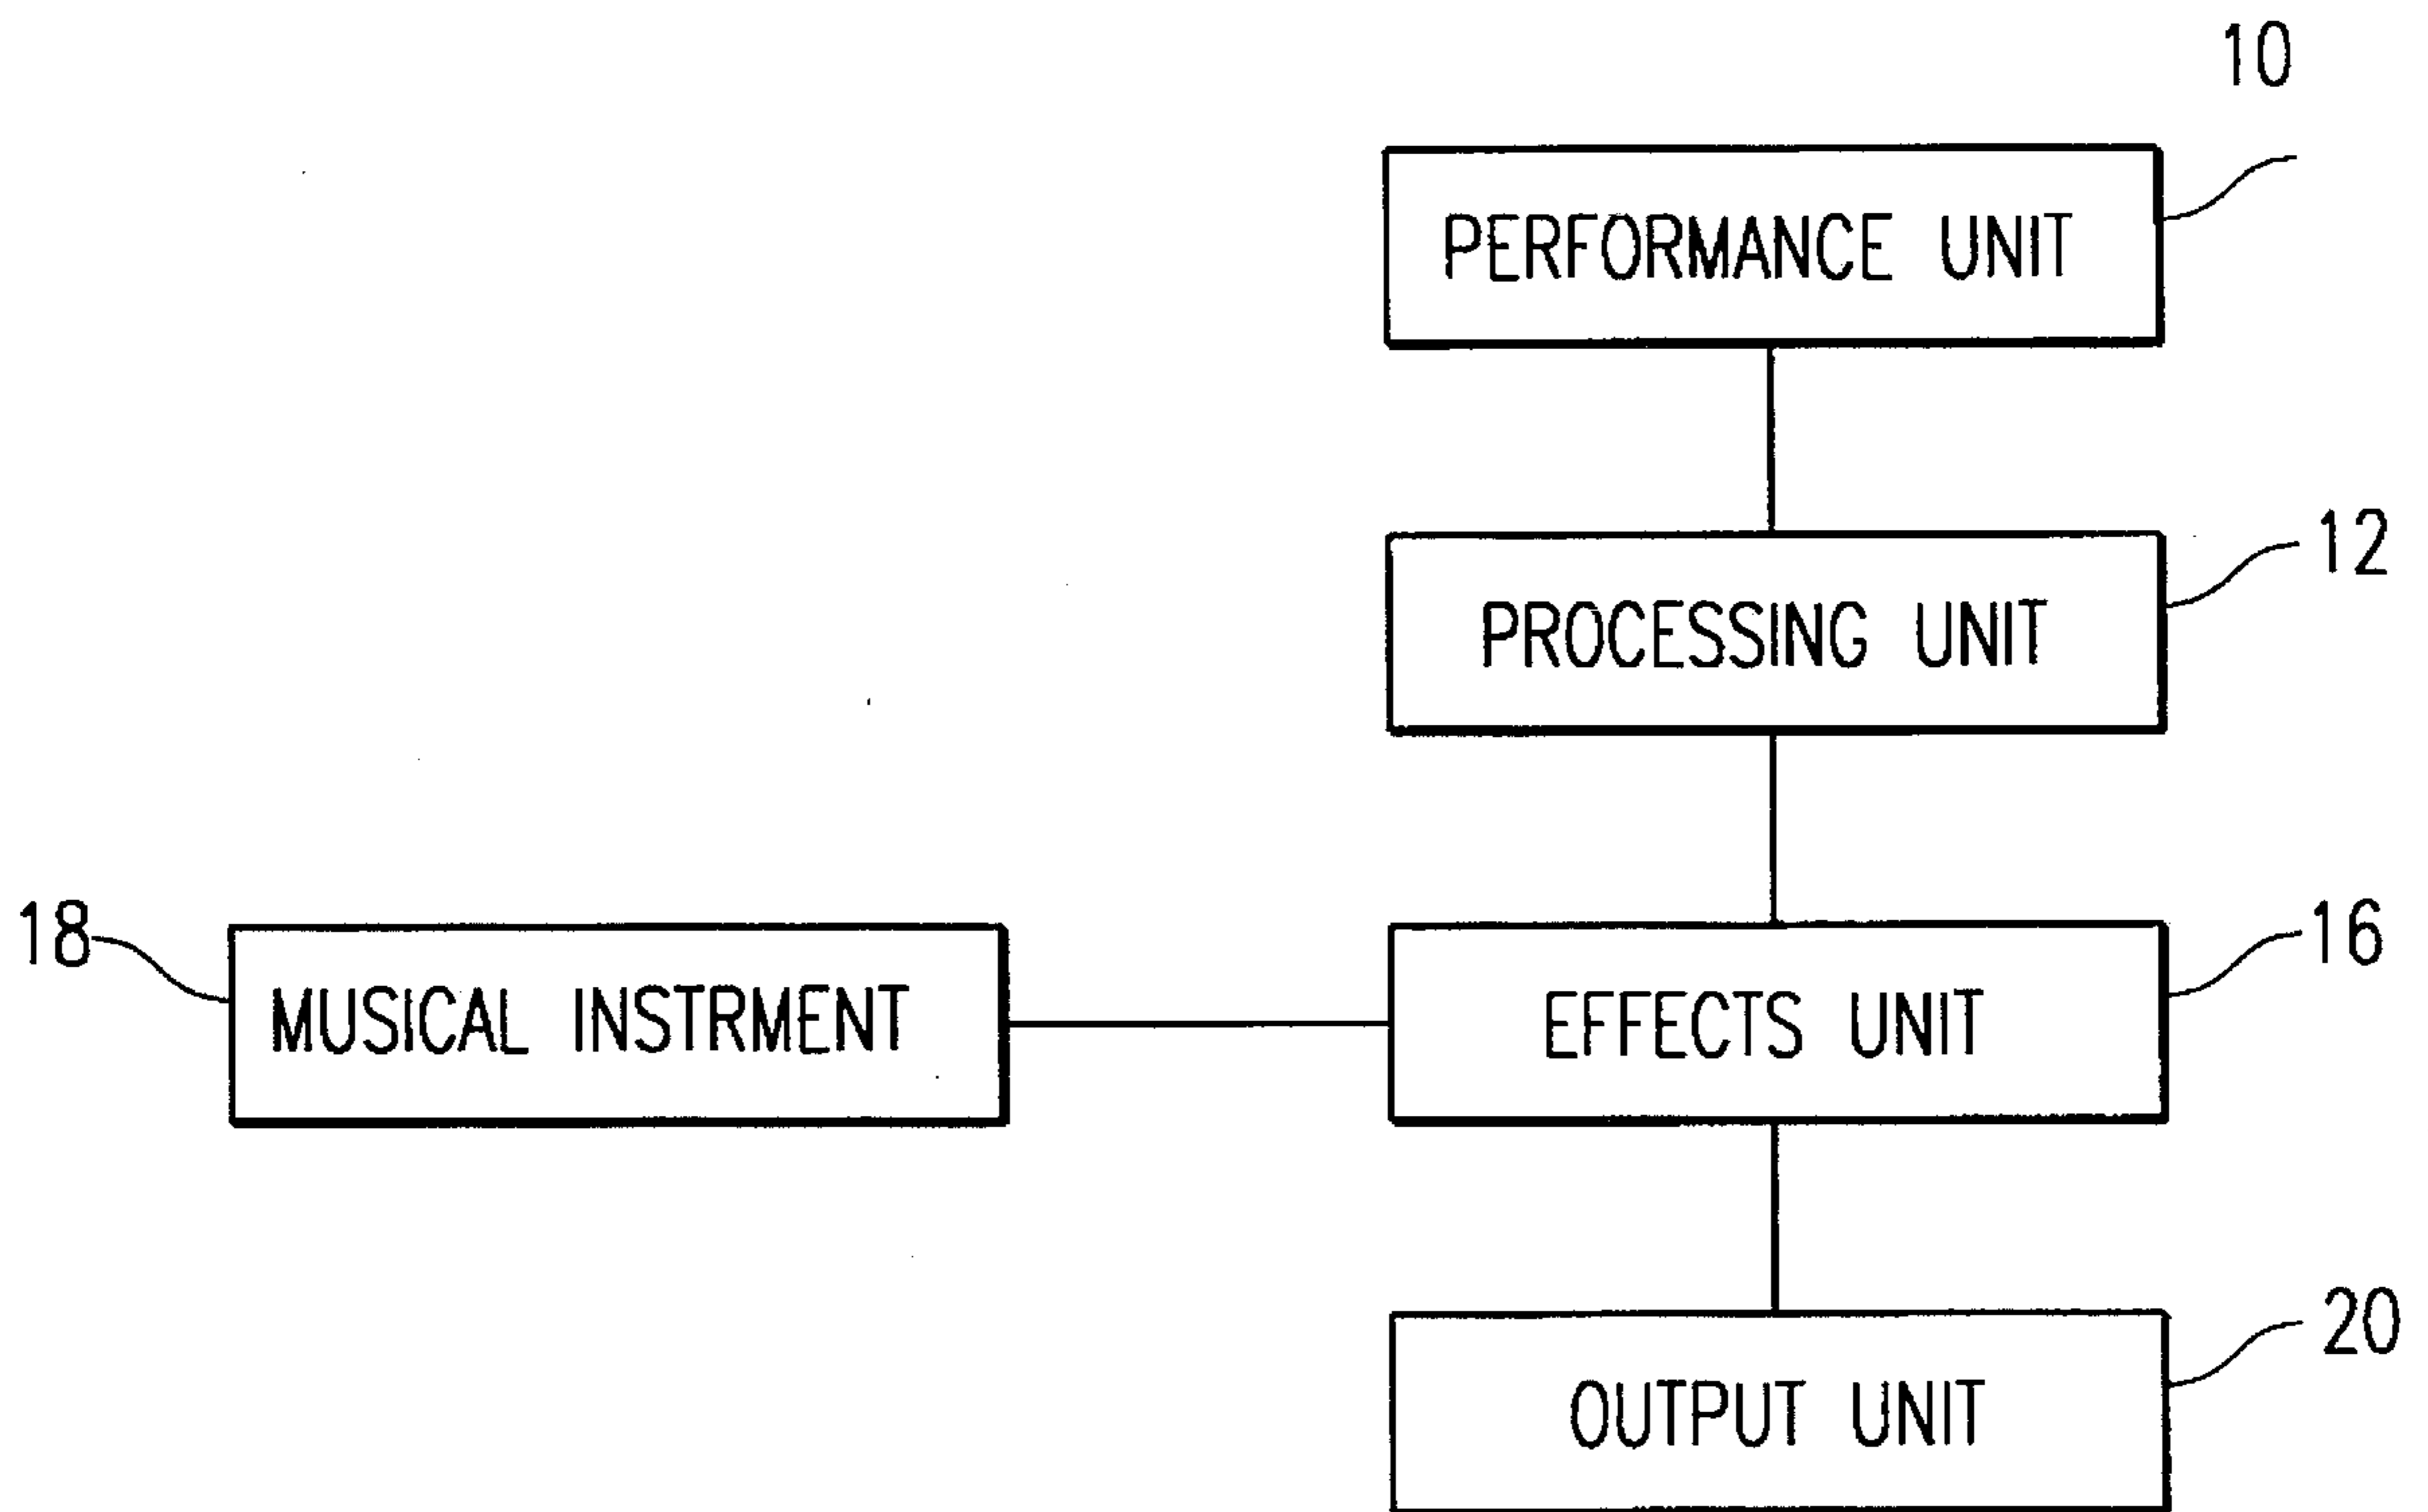 10
PERFORMANCE UNIT
12
PROCESSING UNIT
18
MUSICAL INSTRMENT
16
EFFECTS UNIT
20
OUTPUT UNIT